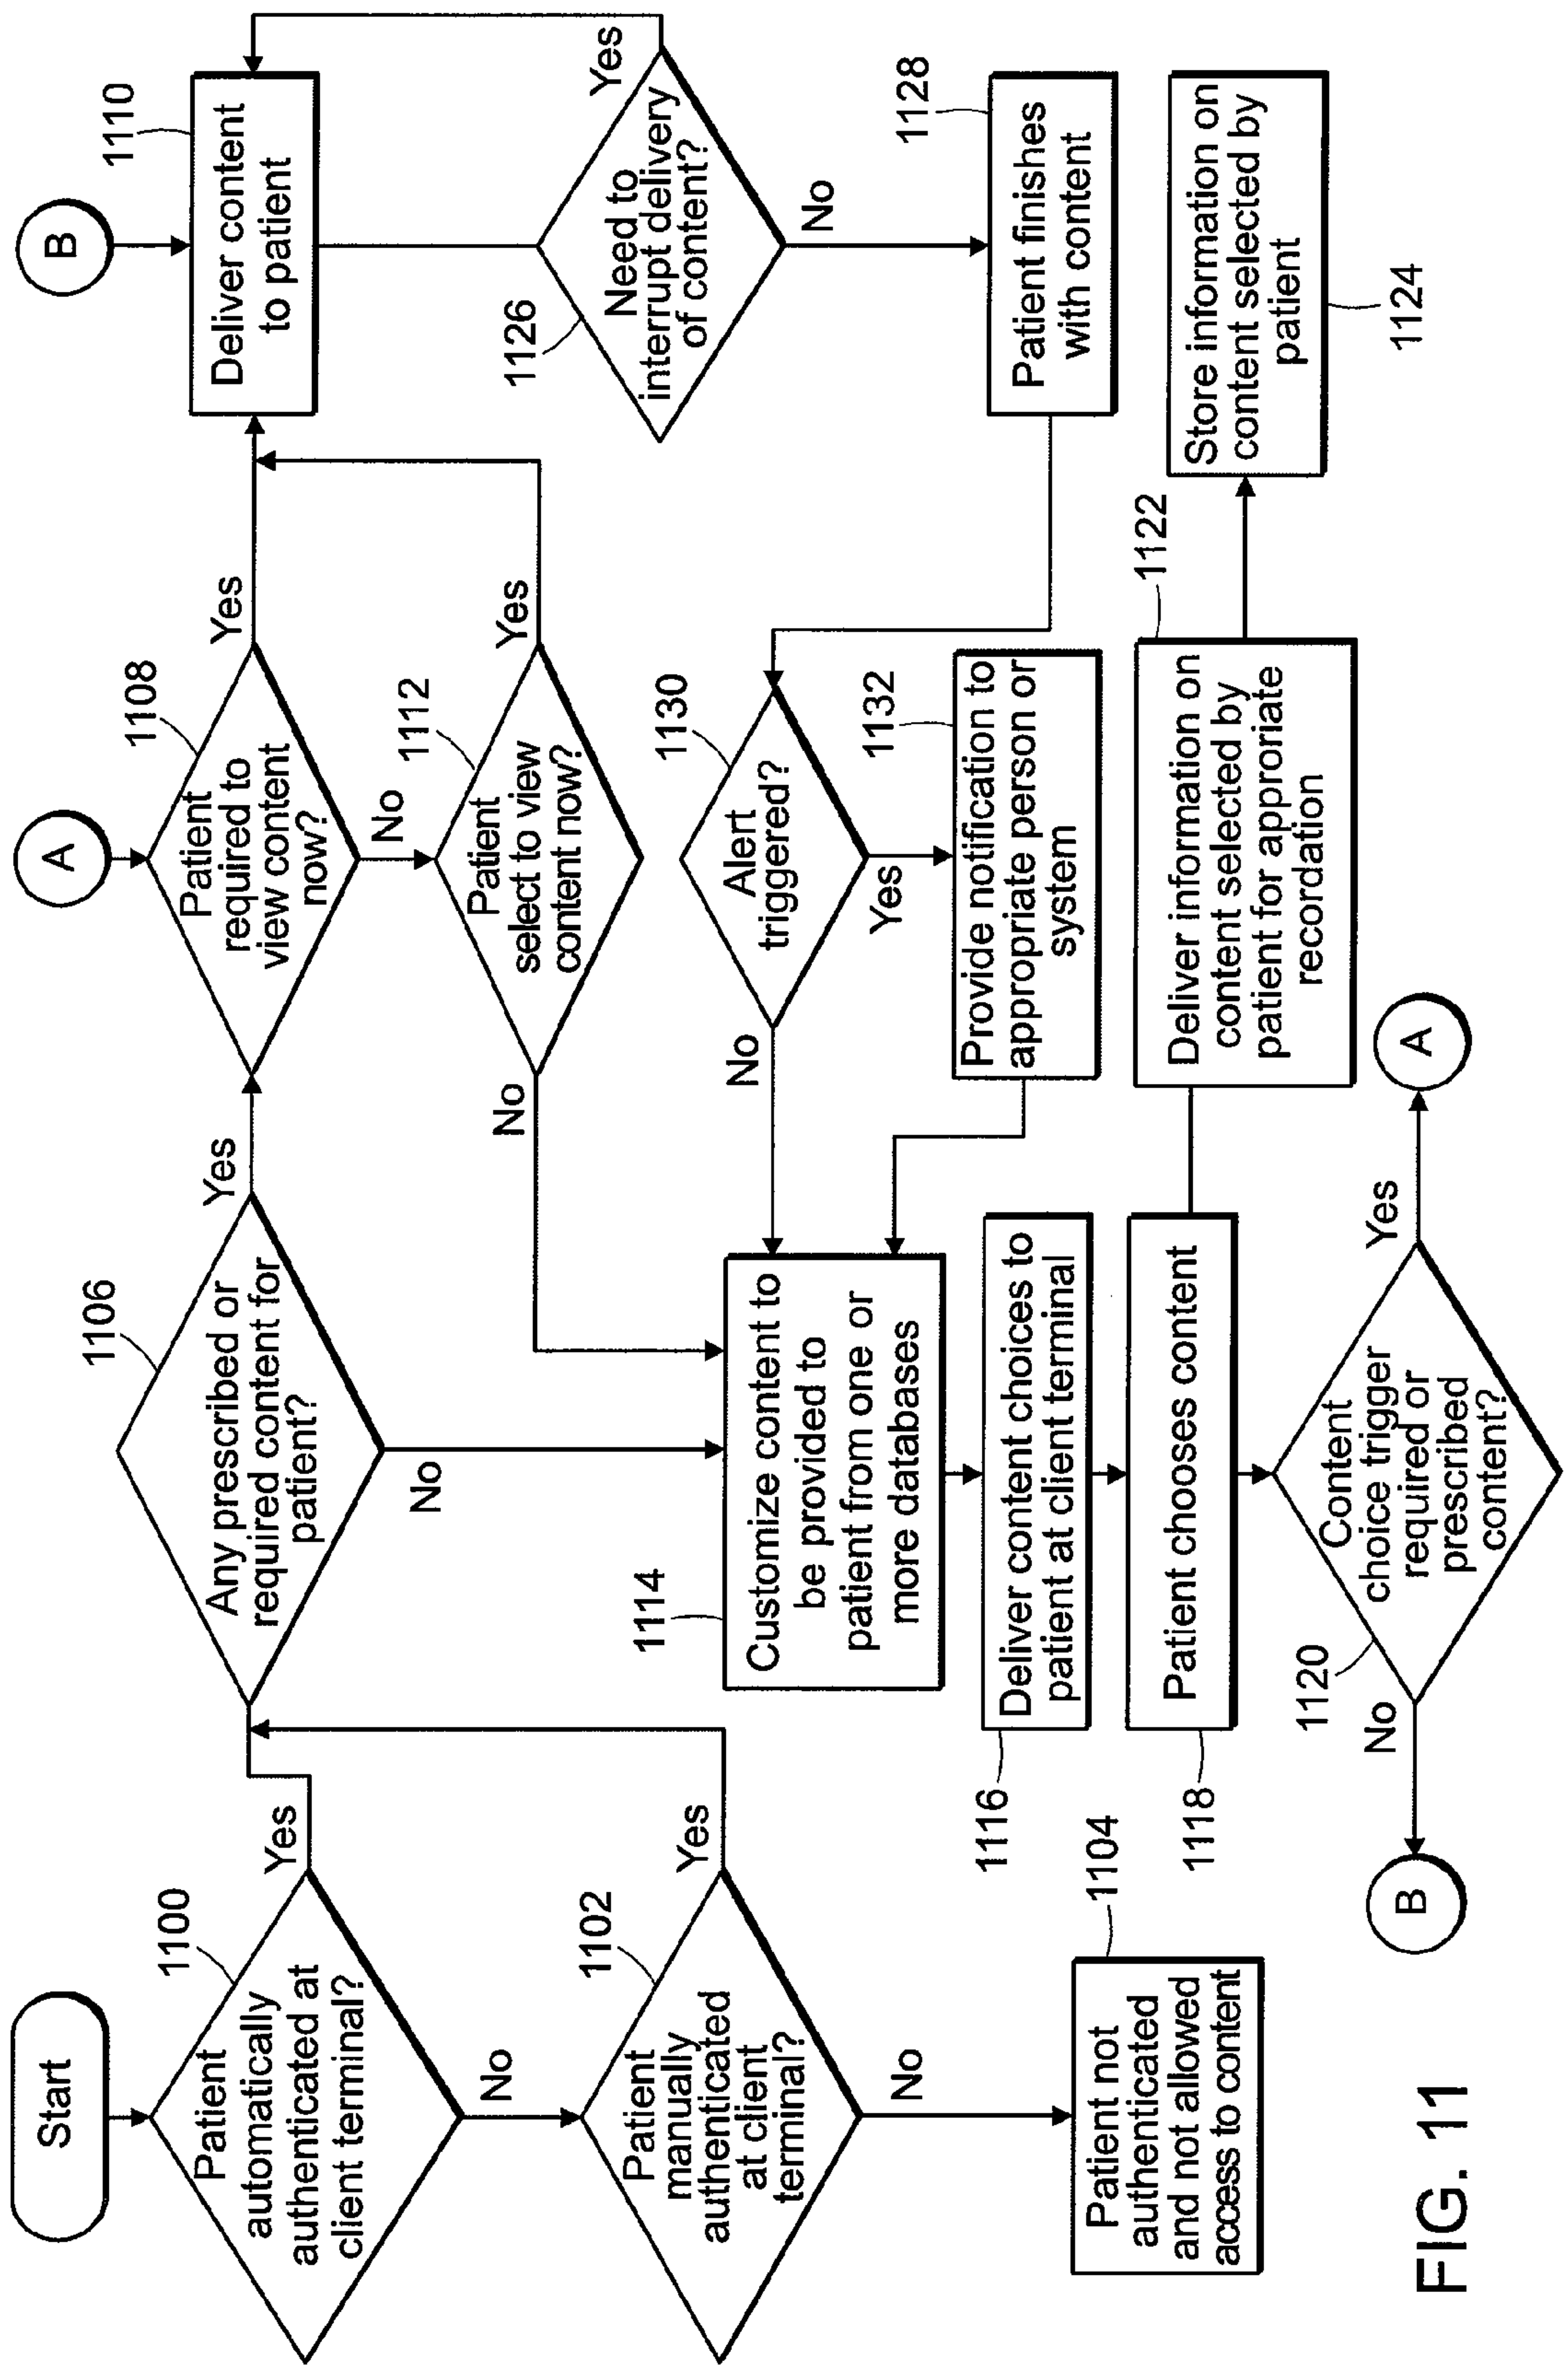 Start
1100
Patient
automatically
authenticated at
client terminal?
Yes
No
1102
Patient
manually
authenticated
at client
terminal?
Yes
No
1104
Patient not
authenticated
and not allowed
access to content
1106
Any prescribed or
required content for
patient?
Yes
No
A
1108
Patient
required to
view content
now?
Yes
No
1112
Patient
select to view
content now?
Yes
No
B
1110
Deliver content
to patient
1126
Need to
interrupt delivery
of content?
Yes
No
1128
Patient finishes
with content
1130
Alert
triggered?
No
Yes
1132
Provide notification to
appropriate person or
system
1114
Customize content to
be provided to
patient from one or
more databases
1116
Deliver content choices to
patient at client terminal
1118
Patient chooses content
1122
Deliver information on
content selected by
patient for approriate
recordation
1124
Store information on
content selected by
patient
1120
Content
choice trigger
required or
prescribed
content?
No
Yes
B
A
FIG. 11